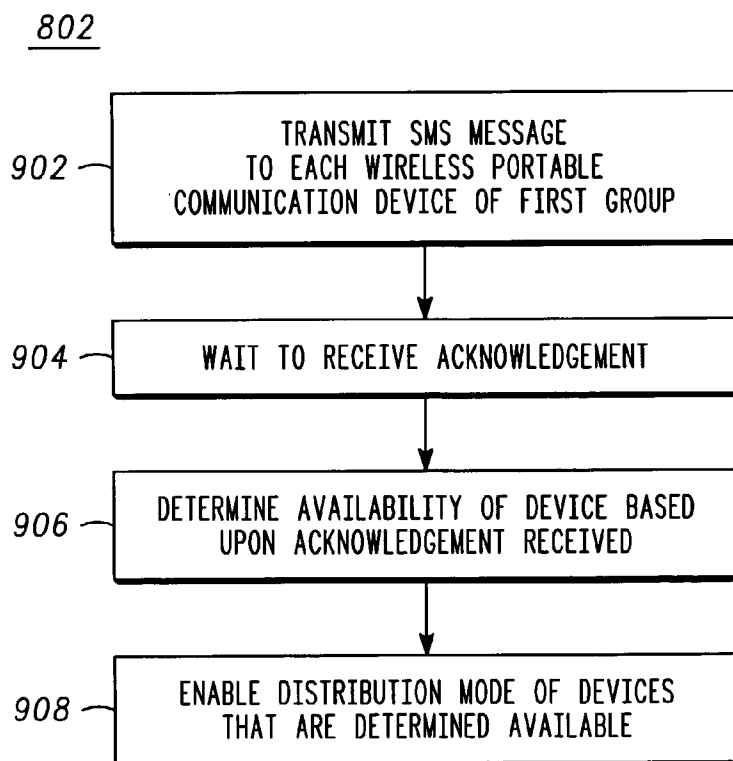 802
902
TRANSMIT SMS MESSAGE
TO EACH WIRELESS PORTABLE
COMMUNICATION DEVICE OF FIRST GROUP
904
WAIT TO RECEIVE ACKNOWLEDGEMENT
906
DETERMINE AVAILABILITY OF DEVICE BASED
UPON ACKNOWLEDGEMENT RECEIVED
908
ENABLE DISTRIBUTION MODE OF DEVICES
THAT ARE DETERMINED AVAILABLE